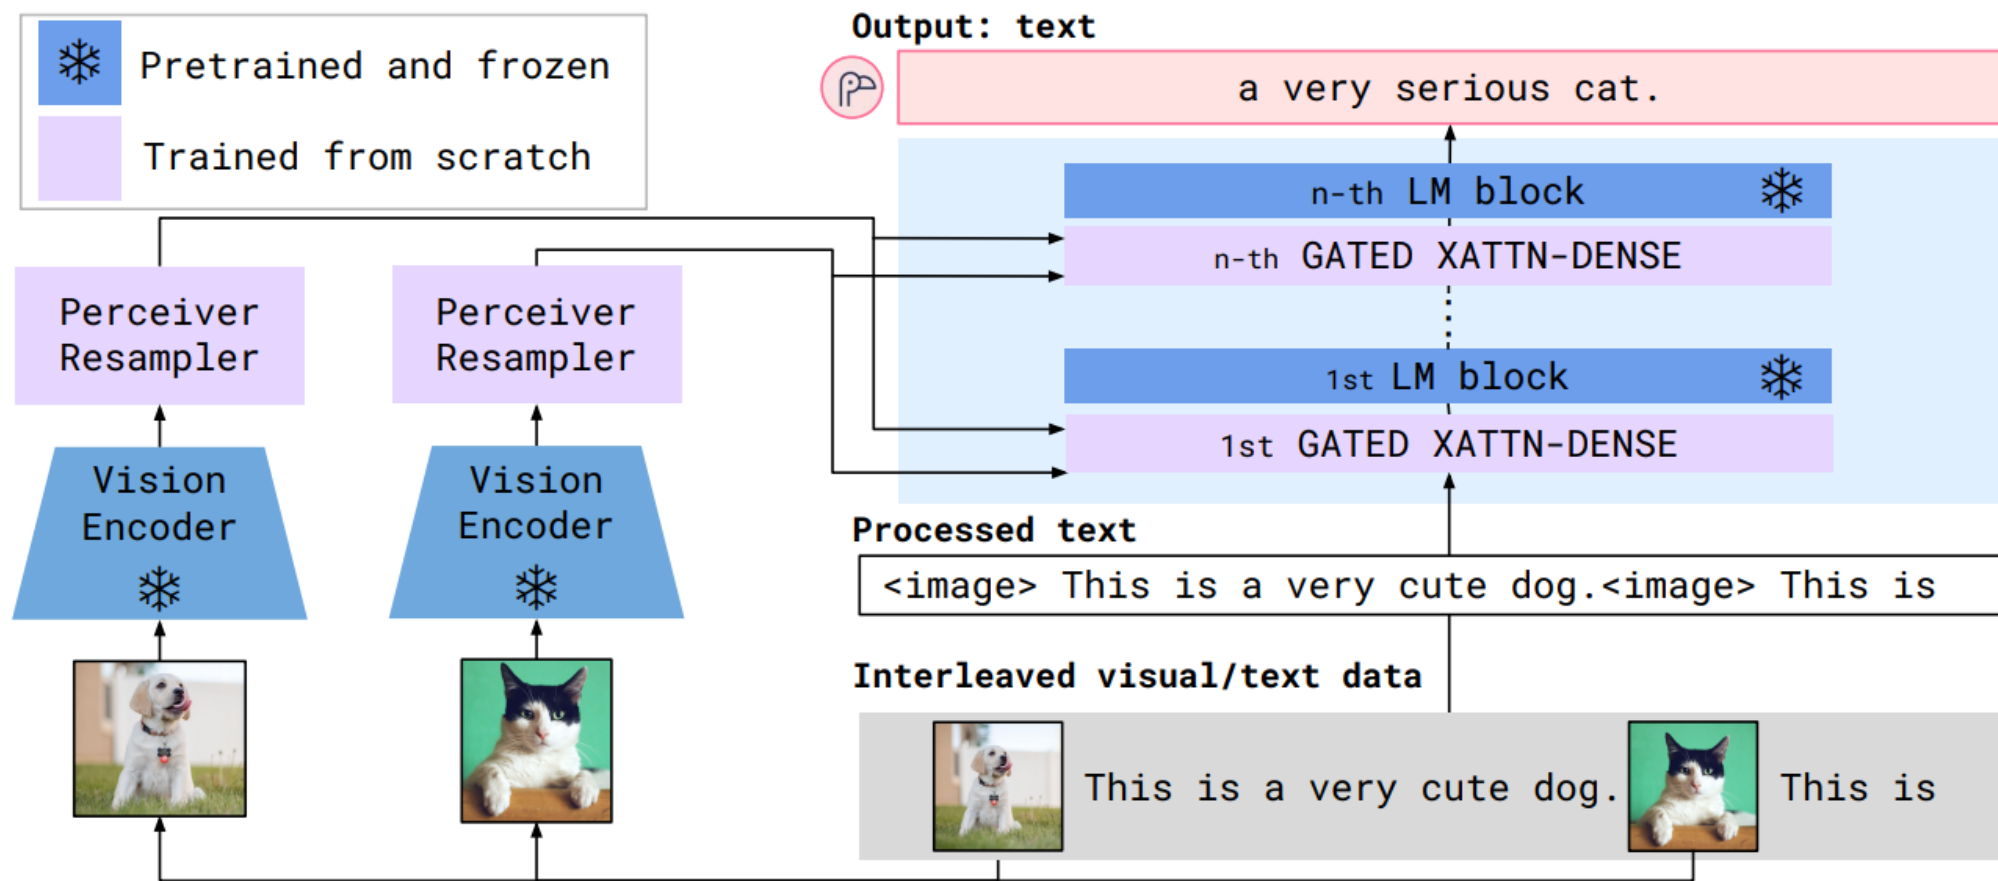 Pretrained and frozen
Trained from scratch
Perceiver
Resampler
Perceiver
Resampler
Vision
Encoder
Vision
Encoder
Output: text
a very serious cat.
n-th LM block
n-th GATED XATTN-DENSE
1st LM block
1st GATED XATTN-DENSE
Processed text
<image> This is a very cute dog.<image> This is
Interleaved visual/text data
This is a very cute dog.
This is